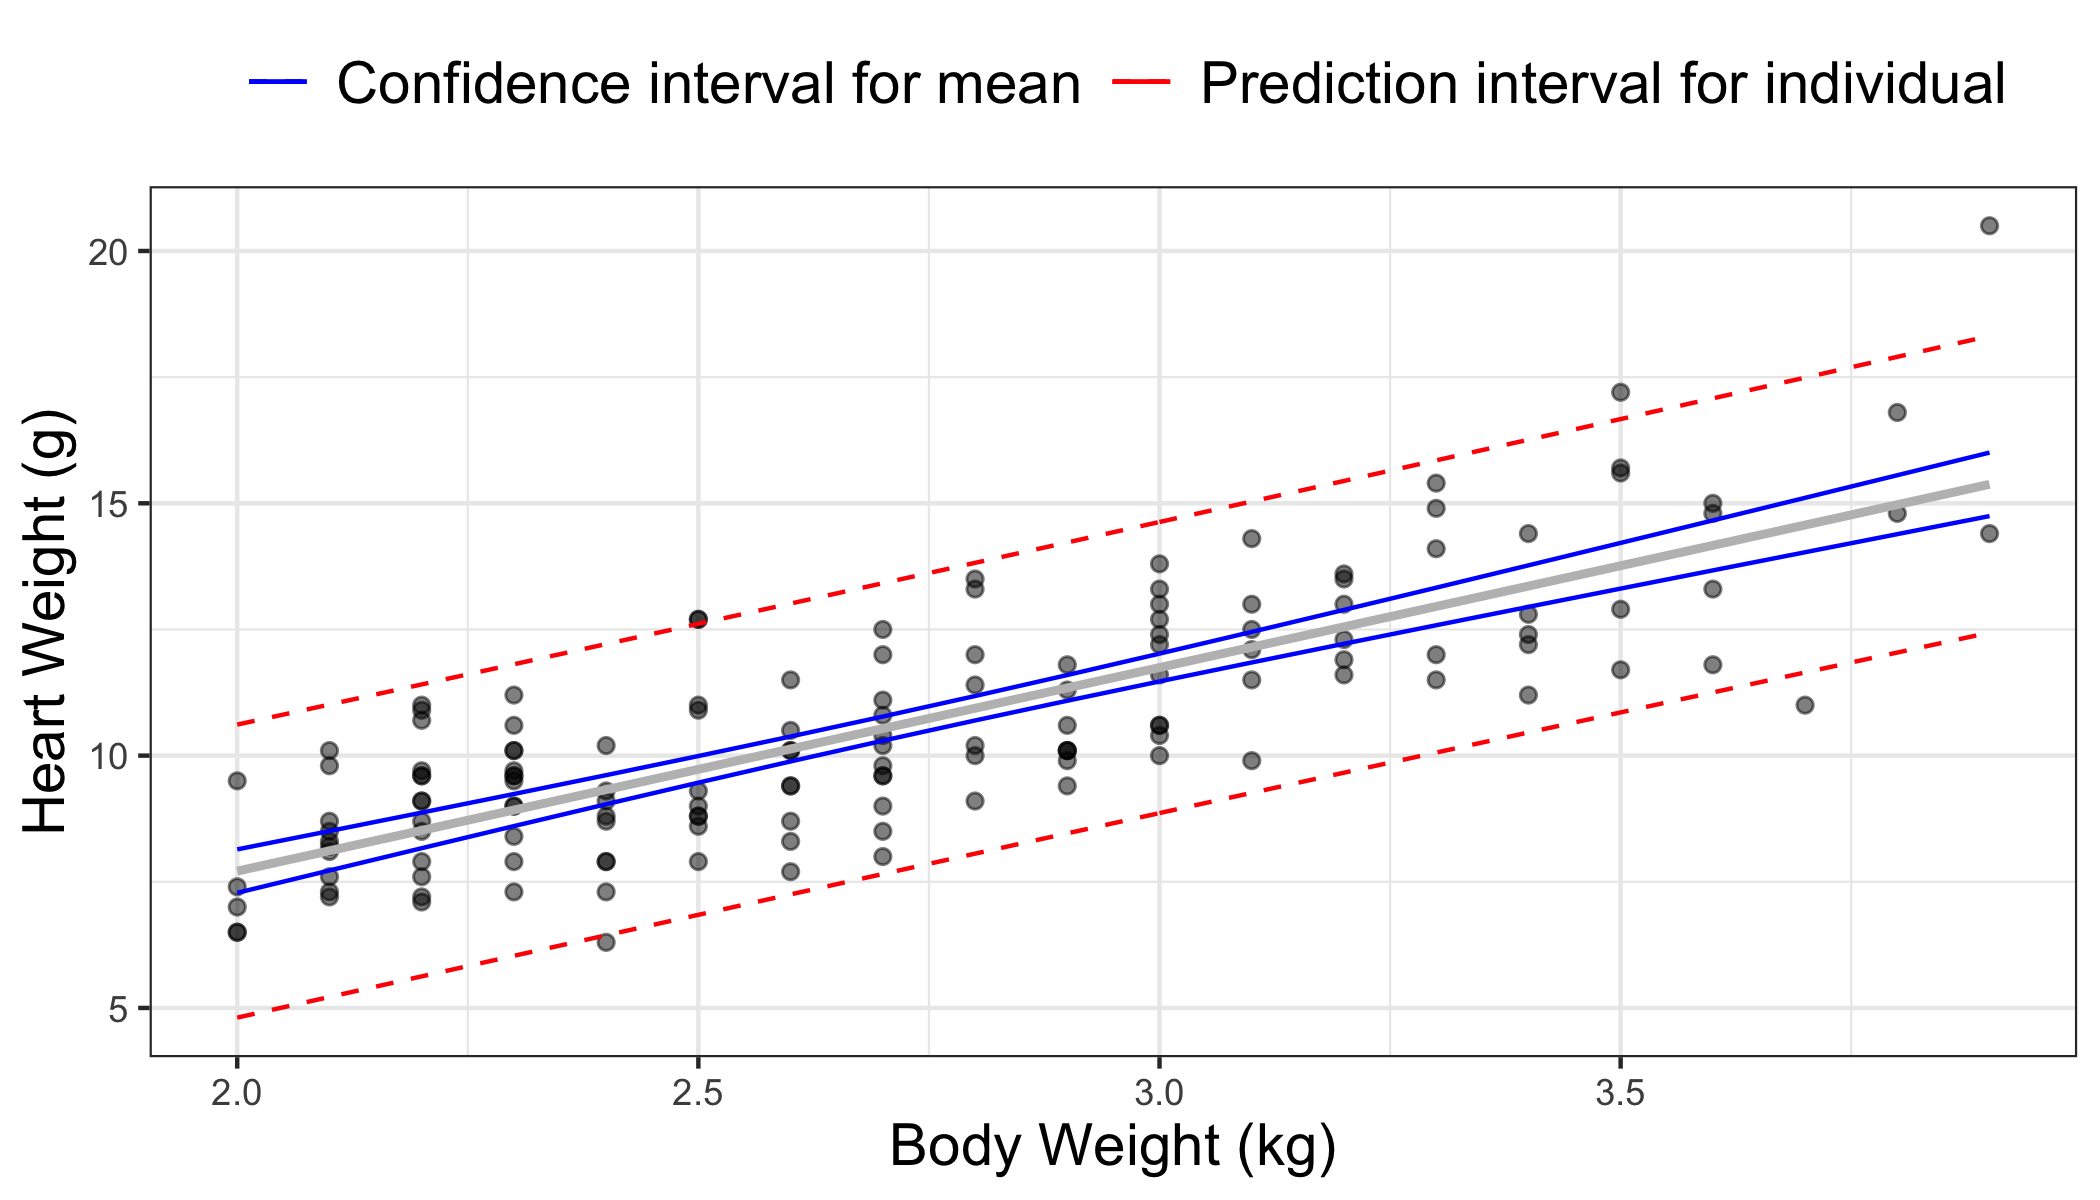 Confidence interval for mean Prediction interval for individual
20
15
10
5
Heart Weight (g)
2.0 2.5 3.0 3.5
Body Weight (kg)